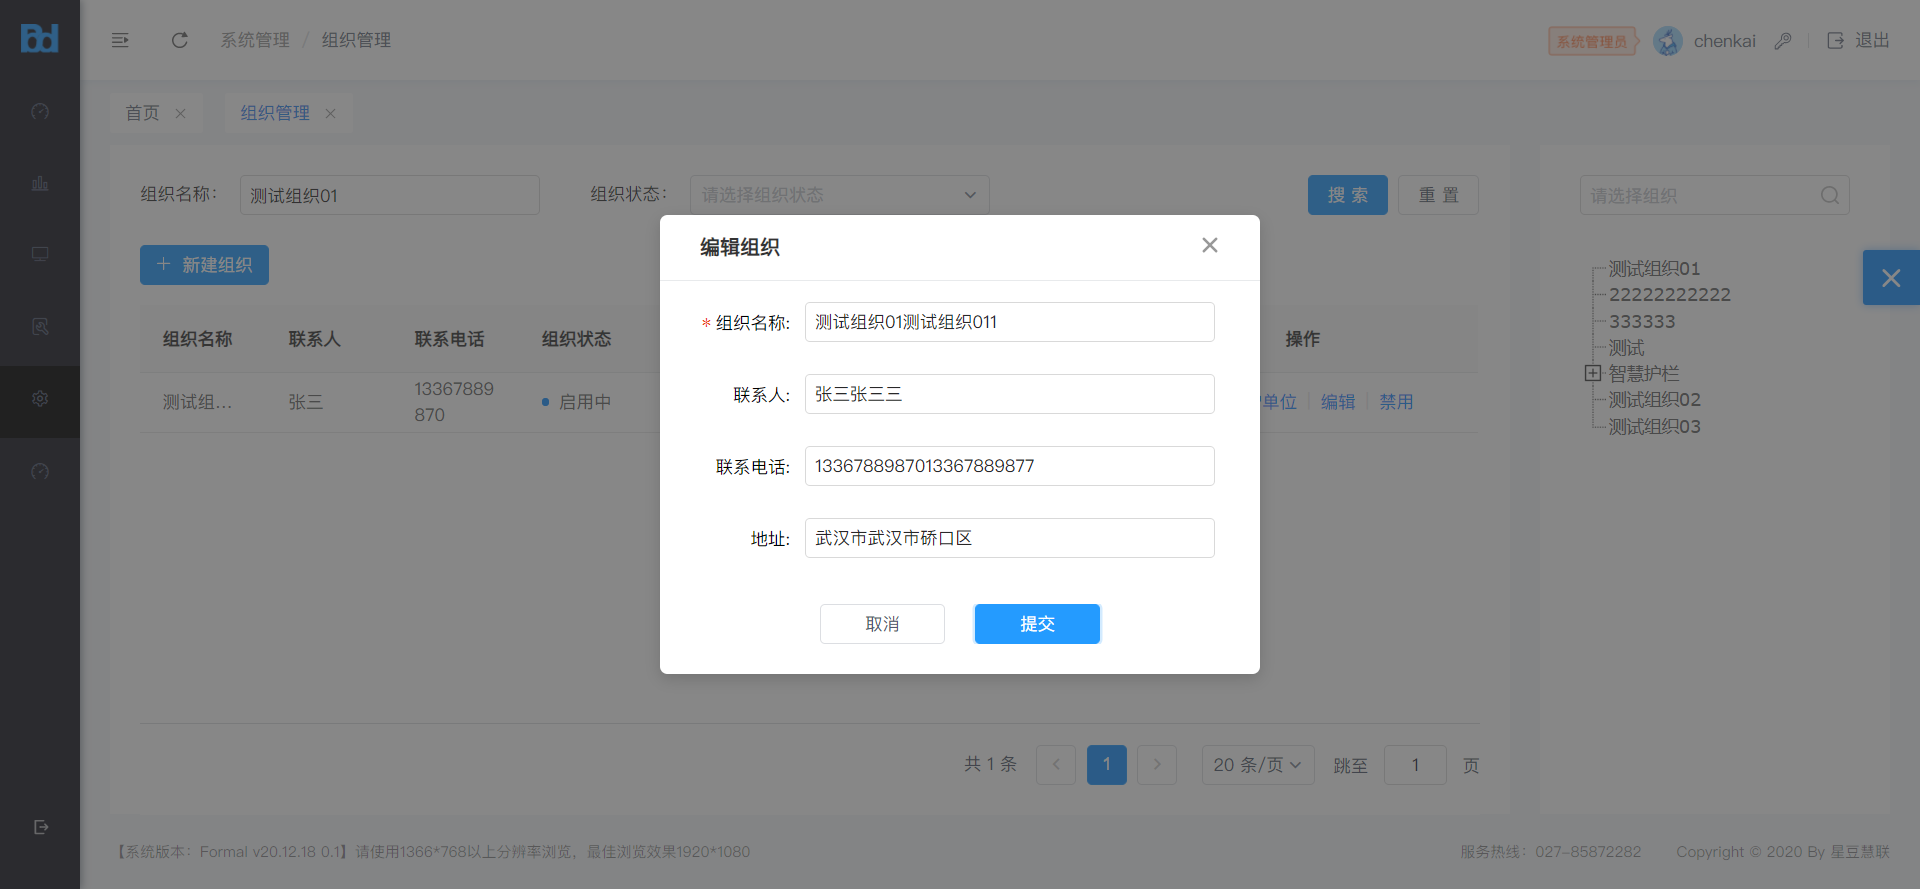 系统管理 / 组织管理
系统管理员 chenkai 退出
首页 组织管理
组织名称: 测试组织01 组织状态: 请选择组织状态 搜 索 重 置
请选择组织
新建组织
组织名称 联系人 联系电话 组织状态 操作
测试组... 张三 13367889870 启用中 单位 编辑 禁用
编辑组织
* 组织名称: 测试组织01测试组织011
联系人: 张三张三三
联系电话: 1336788987013367889877
地址: 武汉市武汉市硚口区
取消 提交
测试组织01
22222222222
333333
测试
智慧护栏
测试组织02
测试组织03
共 1 条 1 20 条/页 跳至 1 页
【系统版本: Formal v20.12.18 0.1】请使用1366*768以上分辨率浏览，最佳浏览效果1920*1080
服务热线: 027-85872282 Copyright © 2020 By 星豆慧联